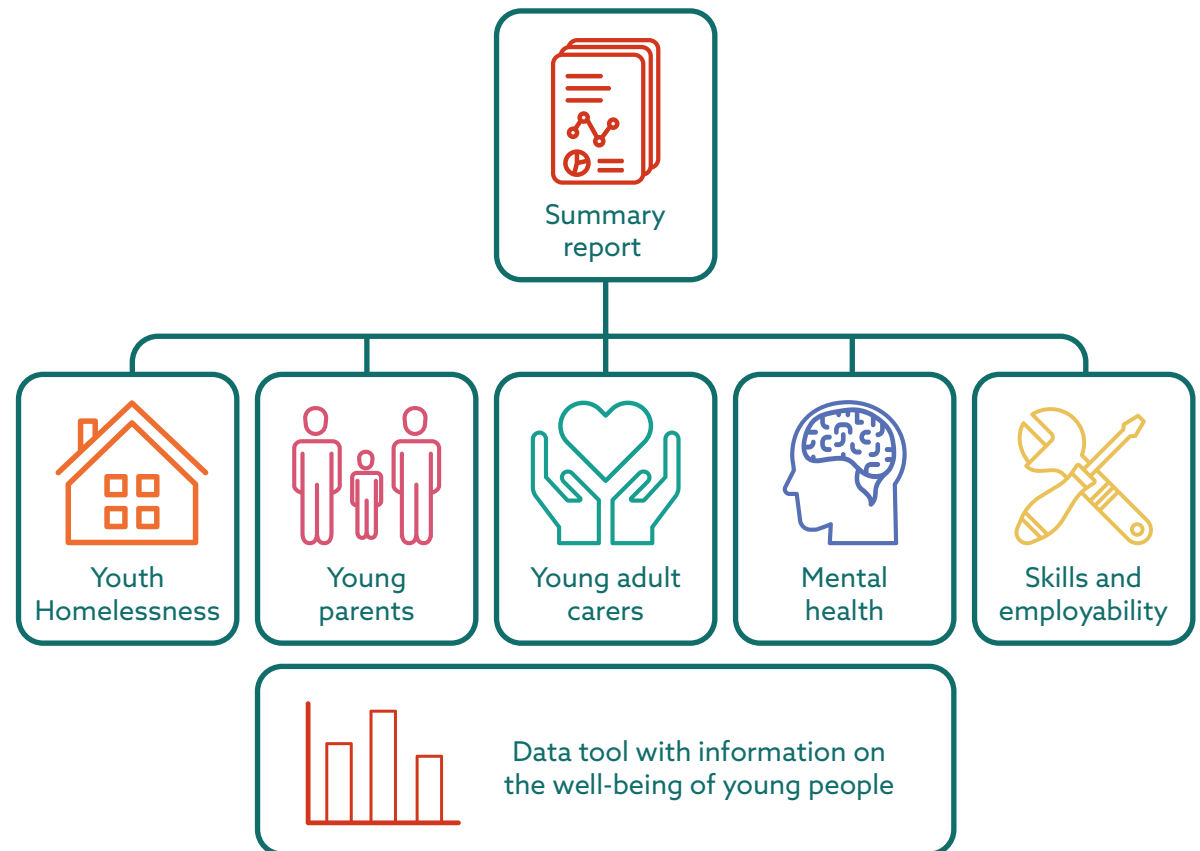 Summary
report
Youth
Homelessness
Young
parents
Young adult
carers
Mental
health
Skills and
employability
Data tool with information on
the well-being of young people